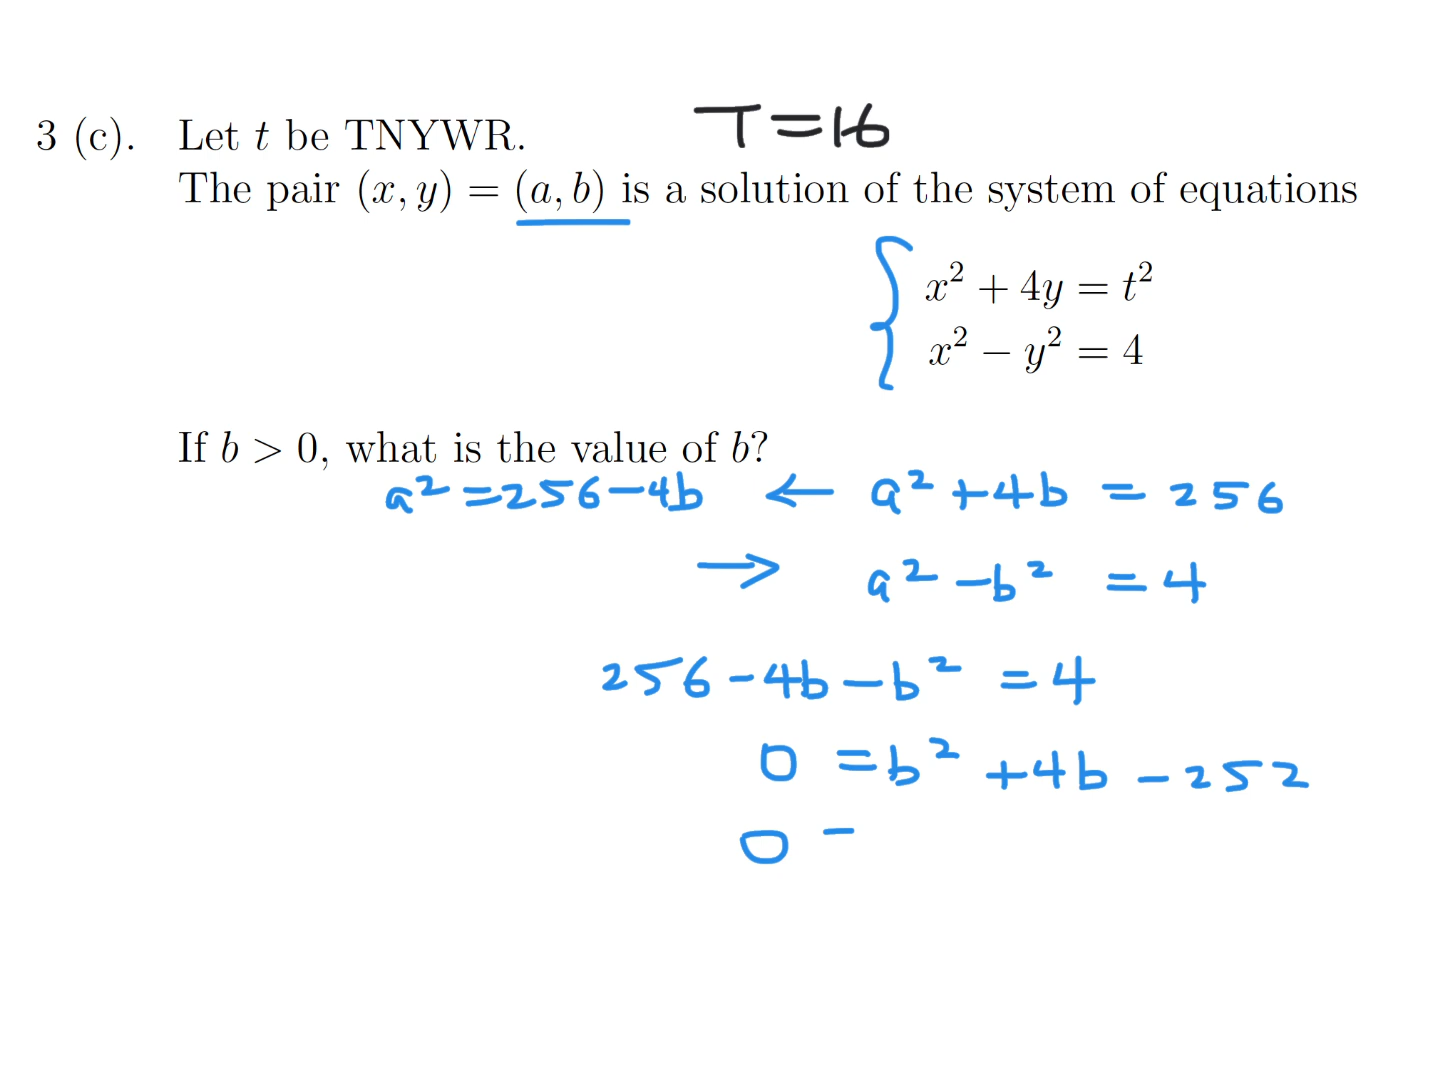 3 (c). Let t be TNYWR. T=16
The pair (x, y) = (a, b) is a solution of the system of equations
x² + 4y = t²
x² − y² = 4
If b > 0, what is the value of b?
a² = 256 − 4b ← a² + 4b = 256
→ a² − b² = 4
256 − 4b − b² = 4
0 = b² + 4b − 252
0 −